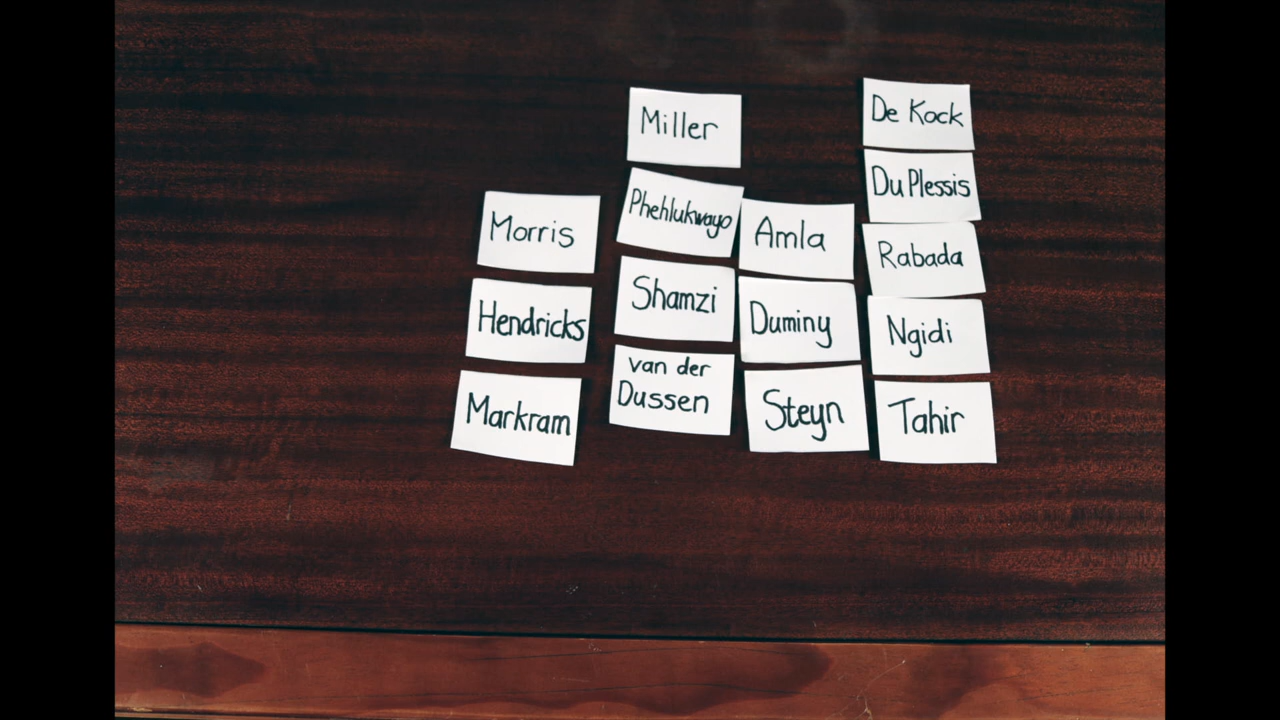 Miller
Phehlukwayo
Shamzi
van der
Dussen
Morris
Hendricks
Markram
Amla
Duminy
Steyn
De Kock
Du Plessis
Rabada
Ngidi
Tahir